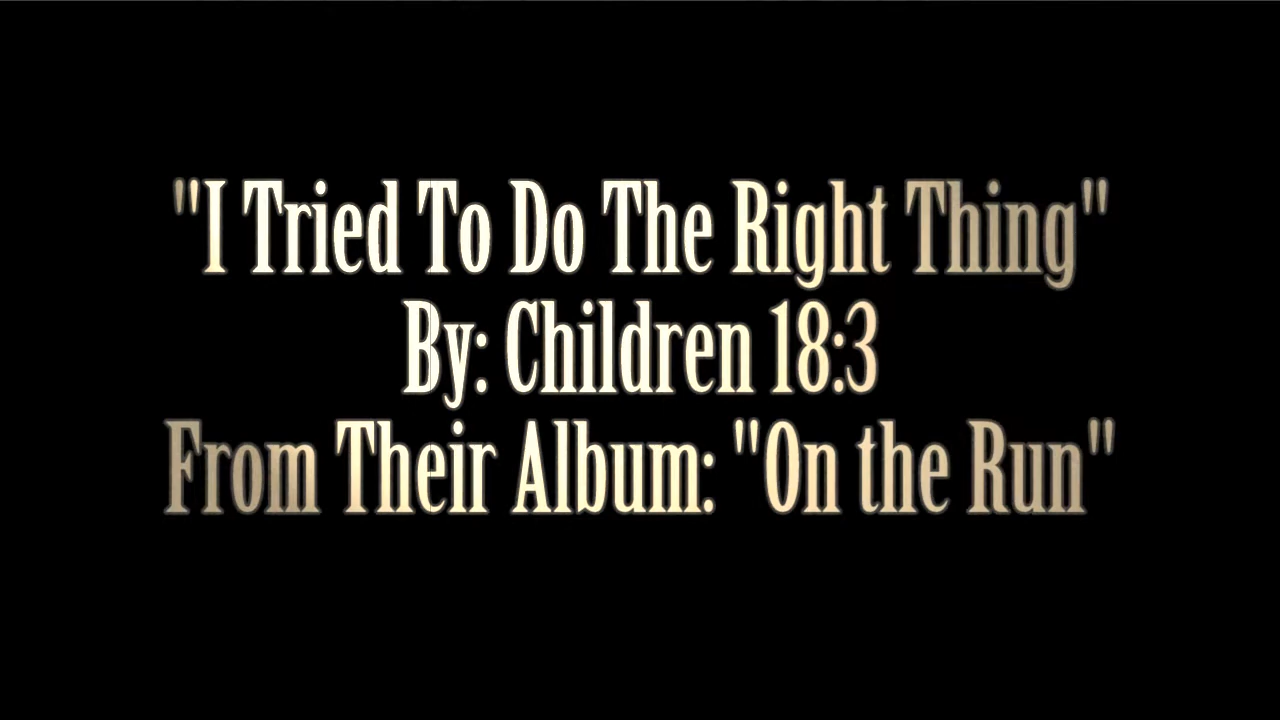 "I Tried To Do The Right Thing"
By: Children 18:3
From Their Album: "On the Run"